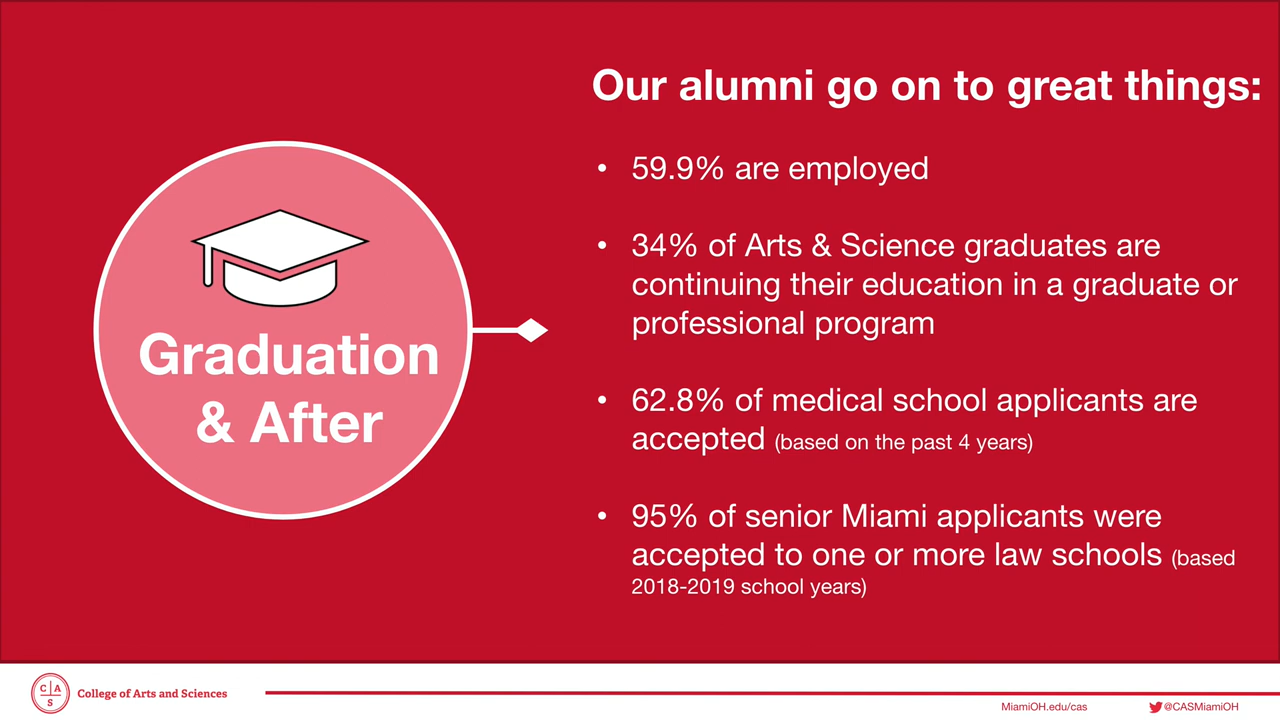 Our alumni go on to great things:
• 59.9% are employed
• 34% of Arts & Science graduates are
continuing their education in a graduate or
professional program
• 62.8% of medical school applicants are
accepted (based on the past 4 years)
• 95% of senior Miami applicants were
accepted to one or more law schools (based
2018-2019 school years)
Graduation
& After
C A
S
College of Arts and Sciences
MiamiOH.edu/cas
@CASMiamiOH